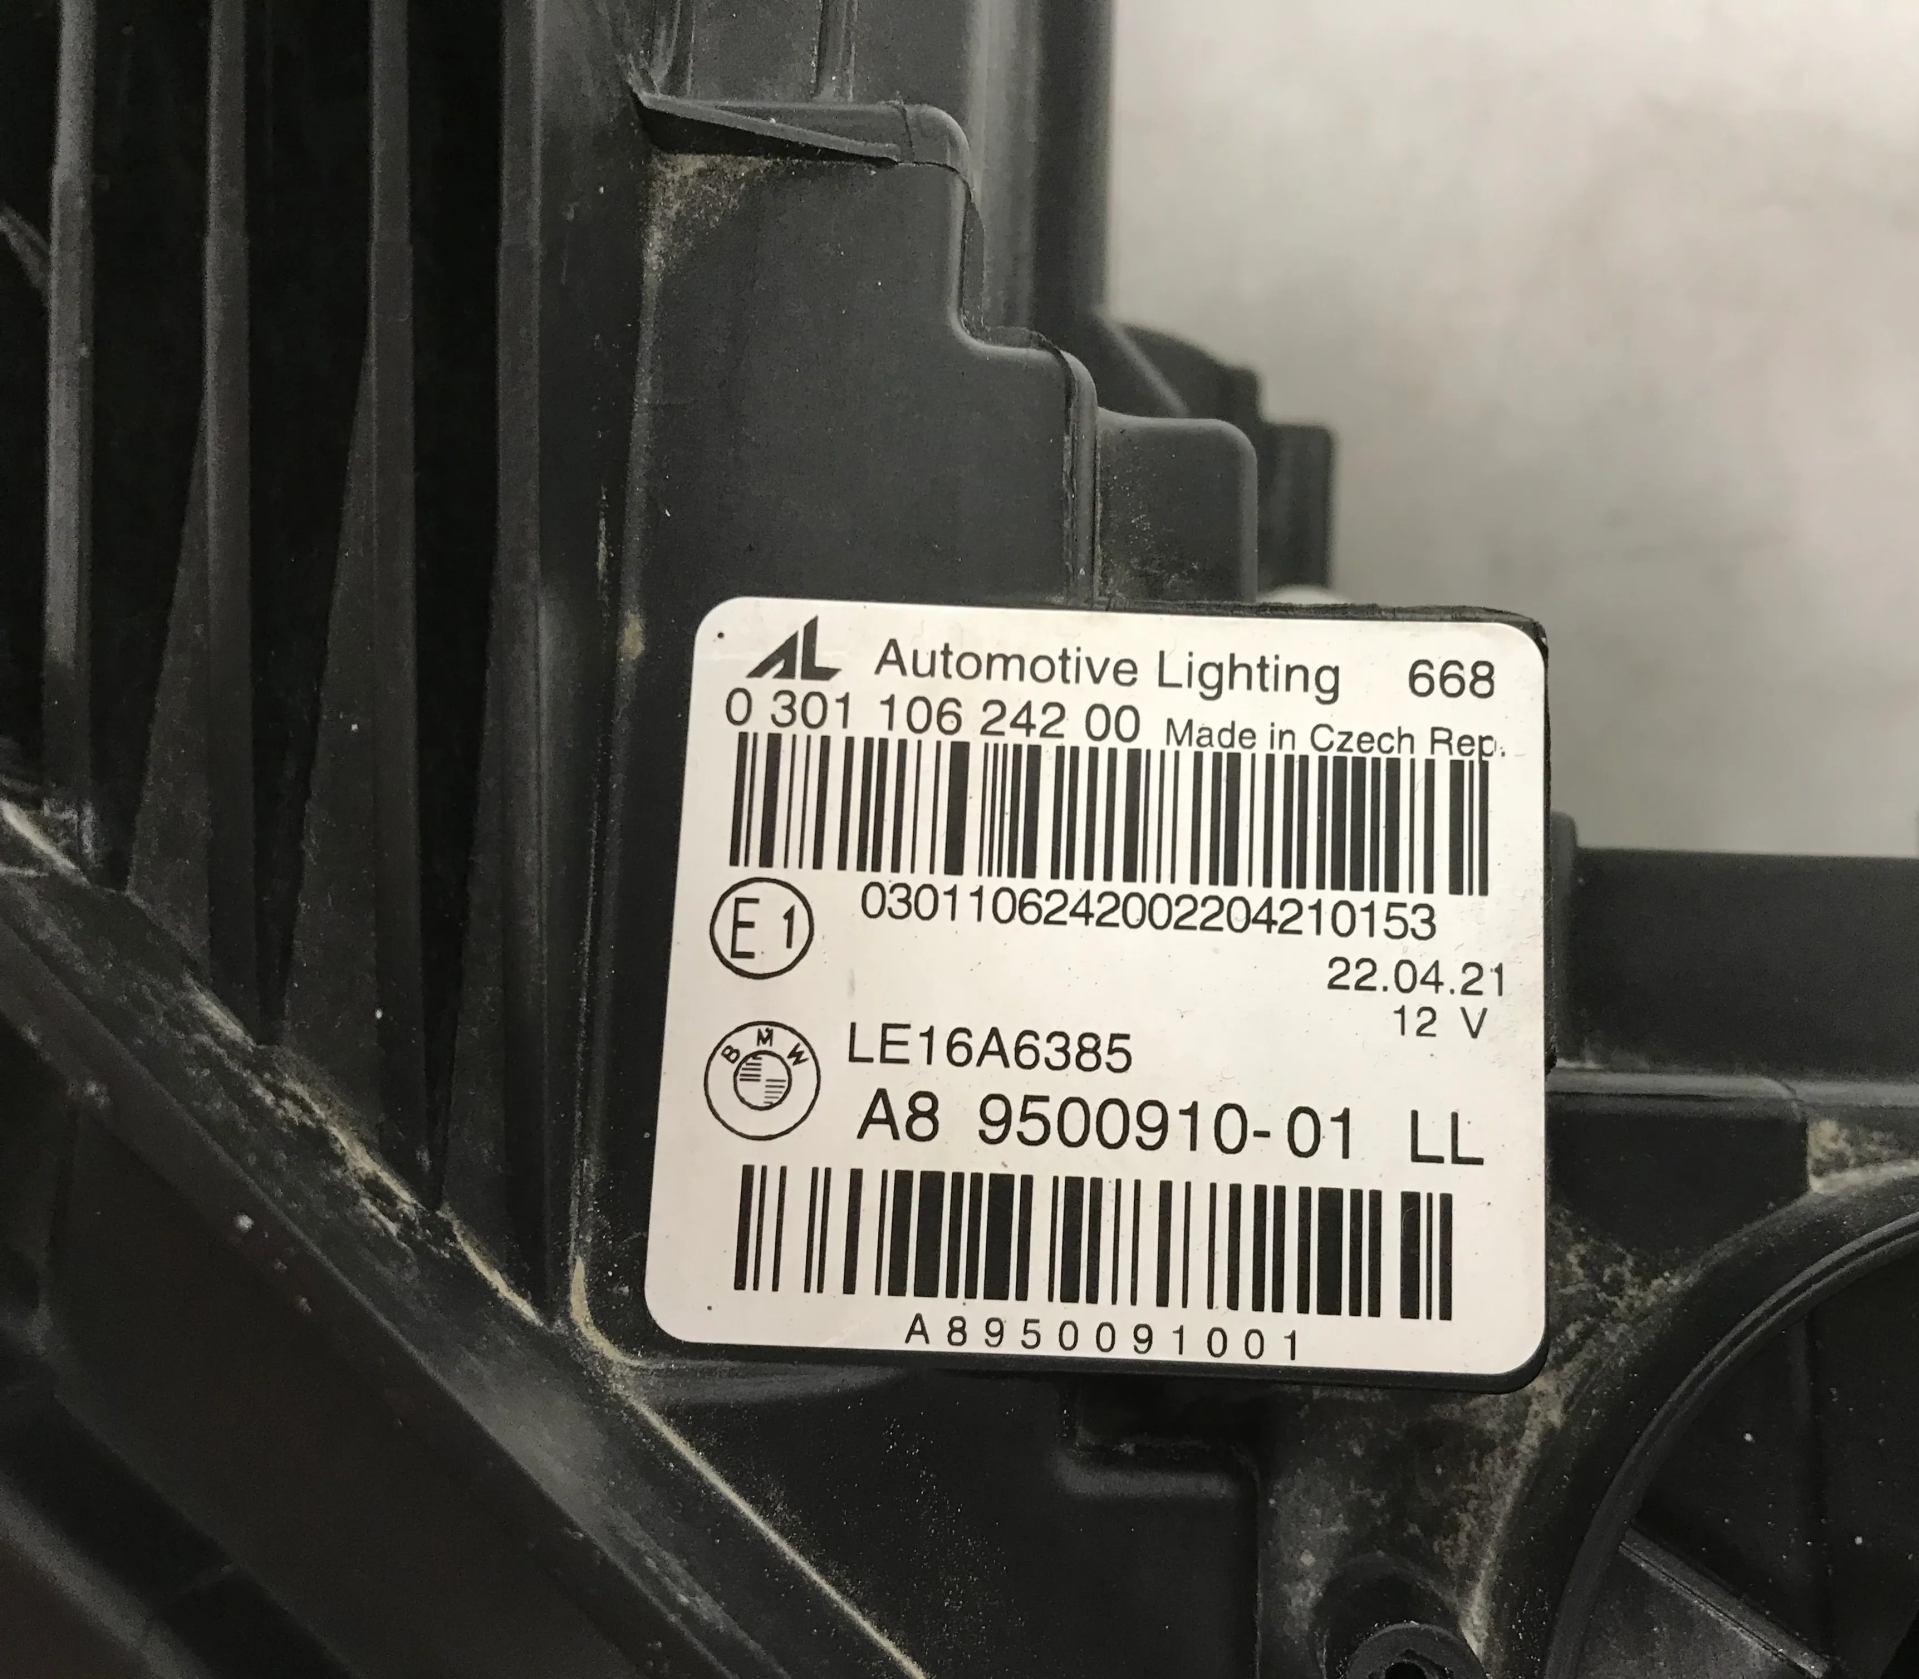 AL Automotive Lighting 668
0 301 106 242 00 Made in Czech Rep.
0301106242002204210153
E1
22.04.21
12 V
BMW
LE16A6385
A8 9500910-01 LL
A8950091001